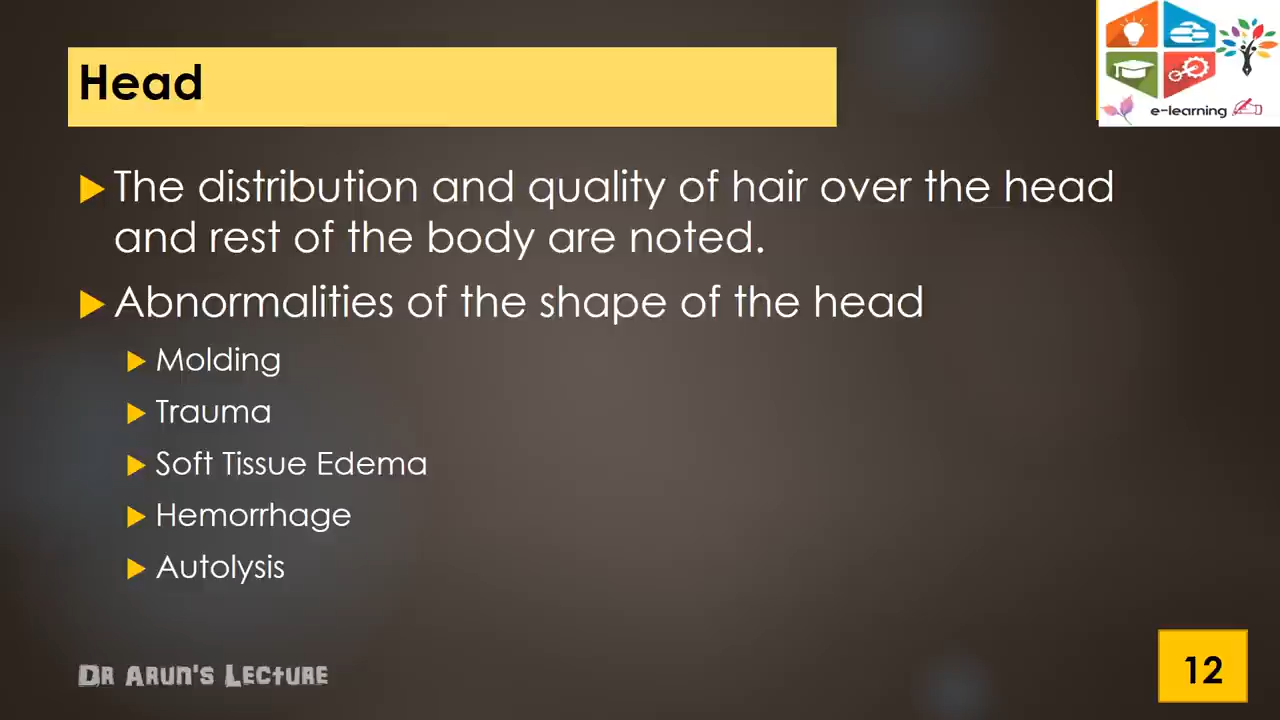 Head
e-learning
The distribution and quality of hair over the head
and rest of the body are noted.
Abnormalities of the shape of the head
Molding
Trauma
Soft Tissue Edema
Hemorrhage
Autolysis
Dr Arun's Lecture
12